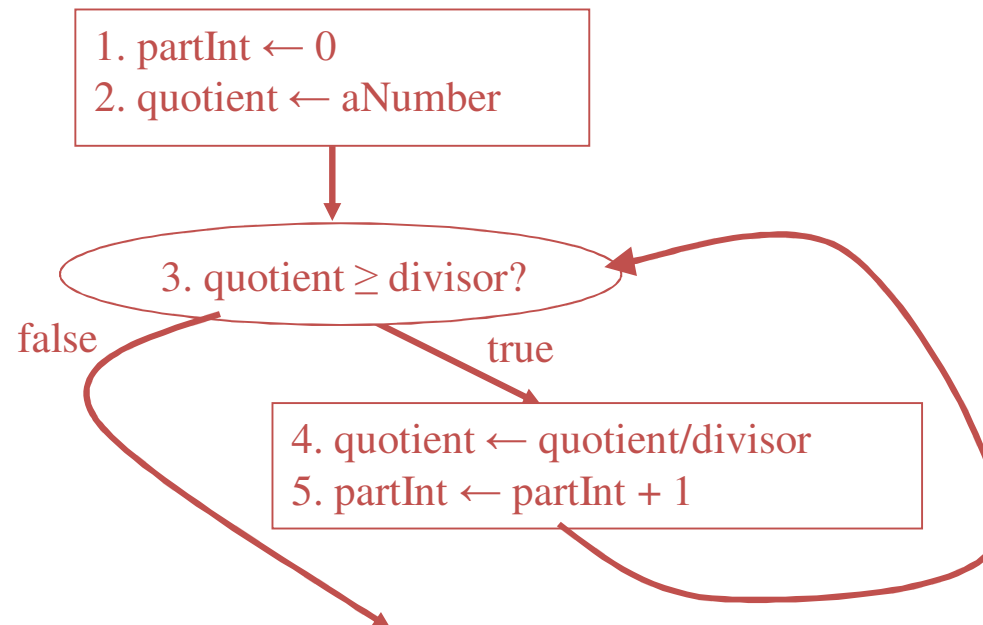 1. partInt ← 0
2. quotient ← aNumber
3. quotient ≥ divisor?
false
true
4. quotient ← quotient/divisor
5. partInt ← partInt + 1